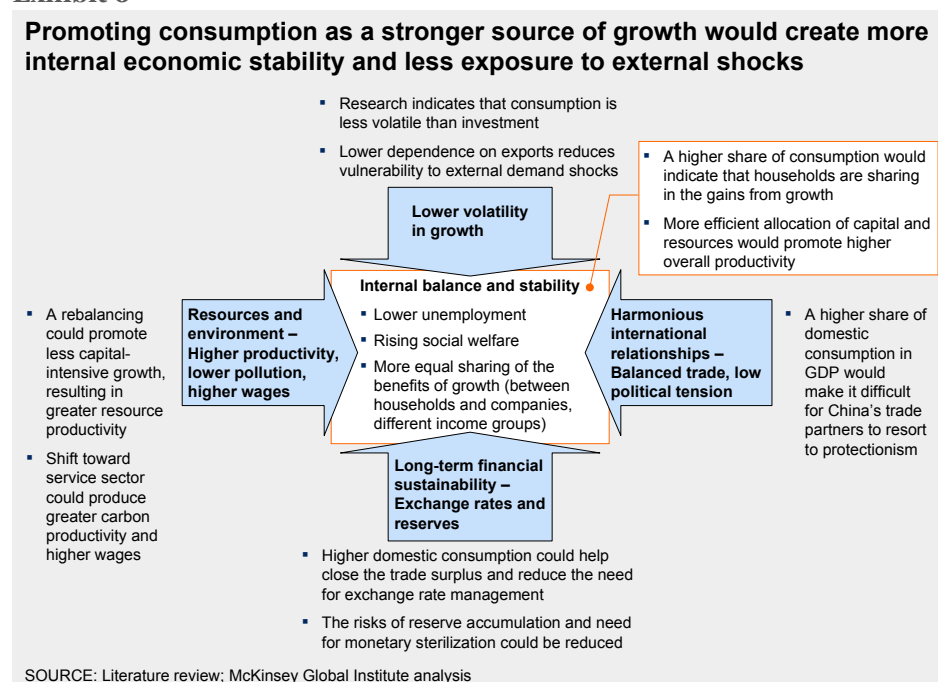 Promoting consumption as a stronger source of growth would create more
internal economic stability and less exposure to external shocks
▪ Research indicates that consumption is
less volatile than investment
▪ Lower dependence on exports reduces
vulnerability to external demand shocks
▪ A higher share of consumption would
indicate that households are sharing
in the gains from growth
▪ More efficient allocation of capital and
resources would promote higher
overall productivity
Lower volatility
in growth
Internal balance and stability
▪ Lower unemployment
▪ Rising social welfare
▪ More equal sharing of the
benefits of growth (between
households and companies,
different income groups)
▪ A rebalancing
could promote
less capital-
intensive growth,
resulting in
greater resource
productivity
▪ Shift toward
service sector
could produce
greater carbon
productivity and
higher wages
Resources and
environment –
Higher productivity,
lower pollution,
higher wages
Harmonious
international
relationships –
Balanced trade, low
political tension
▪ A higher share of
domestic
consumption in
GDP would
make it difficult
for China's trade
partners to resort
to protectionism
Long-term financial
sustainability –
Exchange rates and
reserves
▪ Higher domestic consumption could help
close the trade surplus and reduce the need
for exchange rate management
▪ The risks of reserve accumulation and need
for monetary sterilization could be reduced
SOURCE: Literature review; McKinsey Global Institute analysis